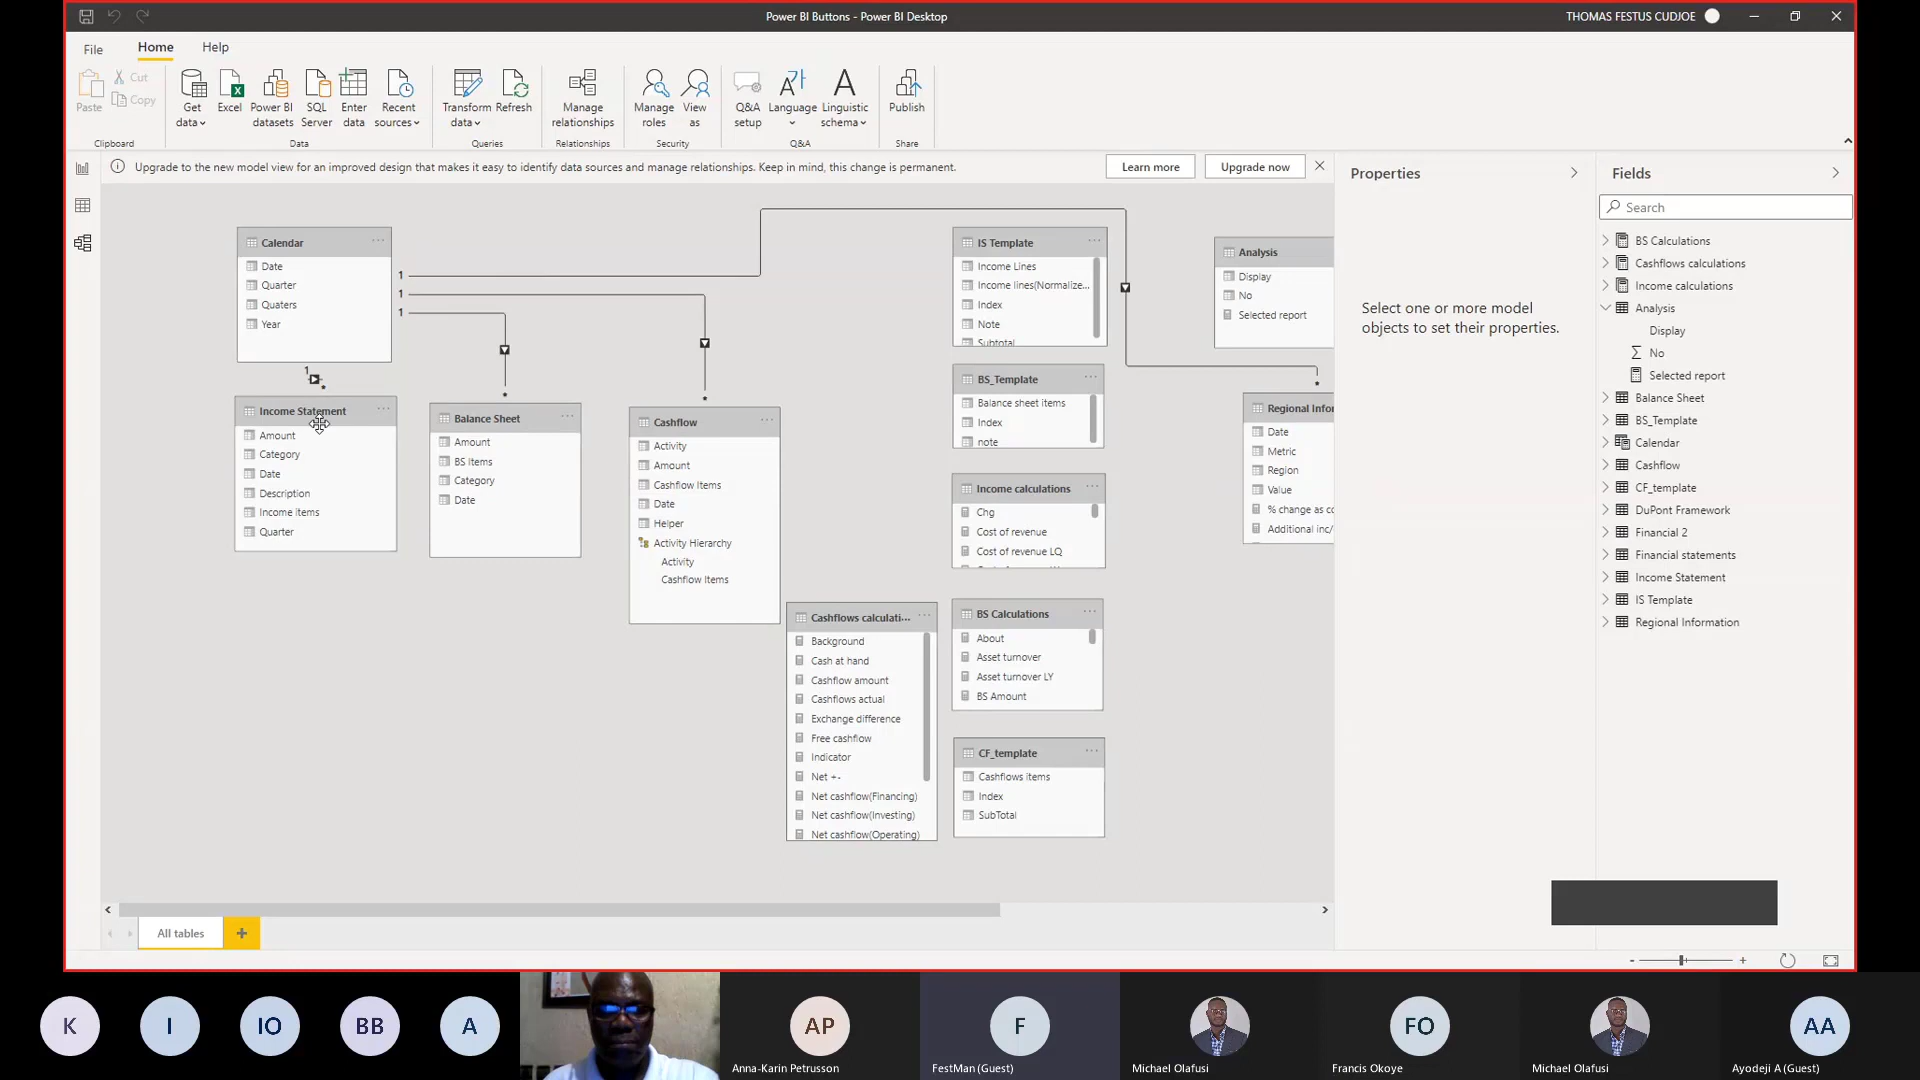 Power BI Buttons - Power BI Desktop
THOMAS FESTUS CUDJOE
File
Home
Help
Paste
Cut
Copy
Clipboard
Get data
Excel
Power BI datasets
SQL Server
Enter data
Recent sources
Data
Transform data
Refresh
Queries
Manage relationships
Relationships
Manage roles
View as
Security
Q&A setup
Language
Linguistic schema
Q&A
Publish
Share
Upgrade to the new model view for an improved design that makes it easy to identify data sources and manage relationships. Keep in mind, this change is permanent.
Learn more
Upgrade now
Calendar
Date
Quarter
Quaters
Year
1
1
1
1
*
*
*
*
Income Statement
Amount
Category
Date
Description
Income items
Quarter
Balance Sheet
Amount
BS Items
Category
Date
Cashflow
Activity
Amount
Cashflow Items
Date
Helper
Activity Hierarchy
Activity
Cashflow Items
Cashflows calculati...
Background
Cash at hand
Cashflow amount
Cashflows actual
Exchange difference
Free cashflow
Indicator
Net +-
Net cashflow(Financing)
Net cashflow(Investing)
Net cashflow(Operating)
IS Template
Income Lines
Income lines(Normalize...
Index
Note
Subtotal
BS_Template
Balance sheet items
Index
note
Income calculations
Chg
Cost of revenue
Cost of revenue LQ
BS Calculations
About
Asset turnover
Asset turnover LY
BS Amount
CF_template
Cashflows items
Index
SubTotal
Analysis
Display
No
Selected report
Regional Infor
Date
Metric
Region
Value
% change as co
Additional inc/
All tables
+
Properties
Select one or more model
objects to set their properties.
Fields
Search
BS Calculations
Cashflows calculations
Income calculations
Analysis
Display
No
Selected report
Balance Sheet
BS_Template
Calendar
Cashflow
CF_template
DuPont Framework
Financial 2
Financial statements
Income Statement
IS Template
Regional Information
- +
K
I
IO
BB
A
AP
Anna-Karin Petrusson
F
FestMan (Guest)
Michael Olafusi
FO
Francis Okoye
Michael Olafusi
AA
Ayodeji A (Guest)